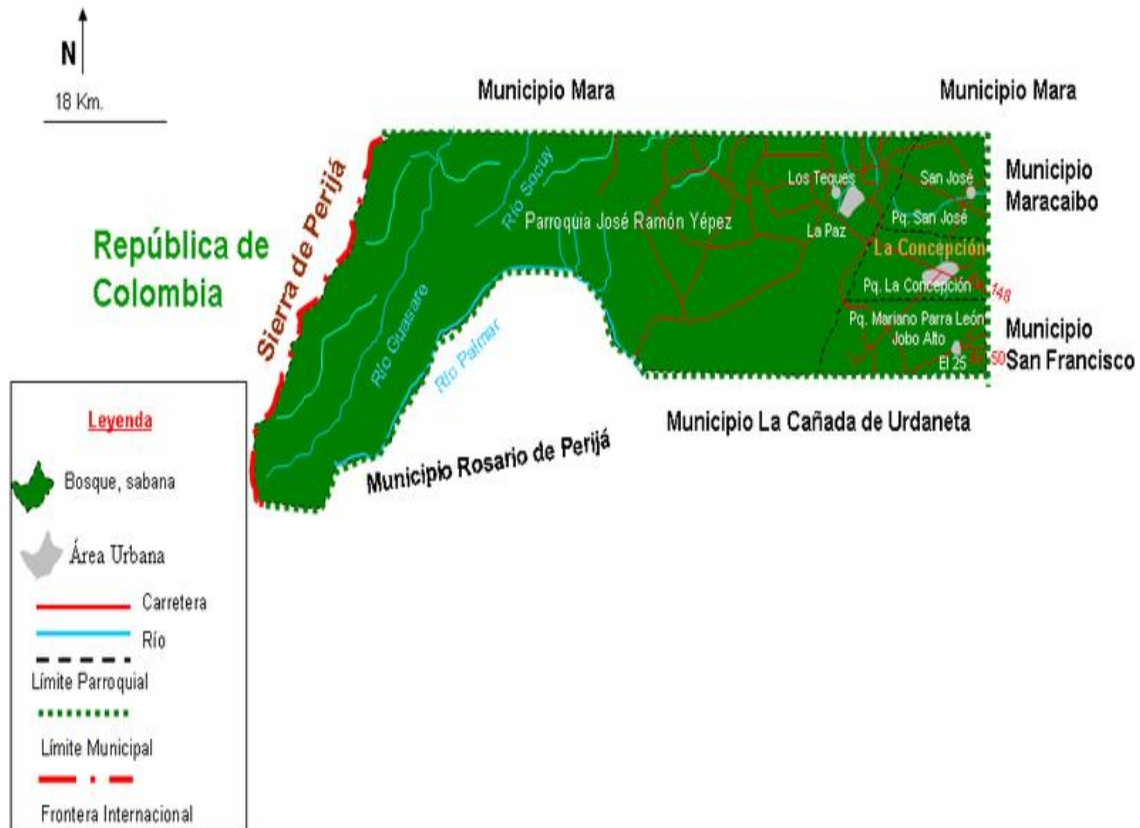 N
18 Km.
Municipio Mara
Municipio Mara
Municipio
Maracaibo
República de
Colombia
Sierra de Perijá
Río Socuy
Río Guasare
Río Palmar
Parroquia José Ramón Yépez
Los Teques
La Paz
San José
Pq. San José
La Concepción
Pq. La Concepción
148
Pq. Mariano Parra León
Jobo Alto
El 25
50
Municipio
San Francisco
Municipio La Cañada de Urdaneta
Municipio Rosario de Perijá
Leyenda
Bosque, sabana
Área Urbana
Carretera
Río
Límite Parroquial
Límite Municipal
Frontera Internacional